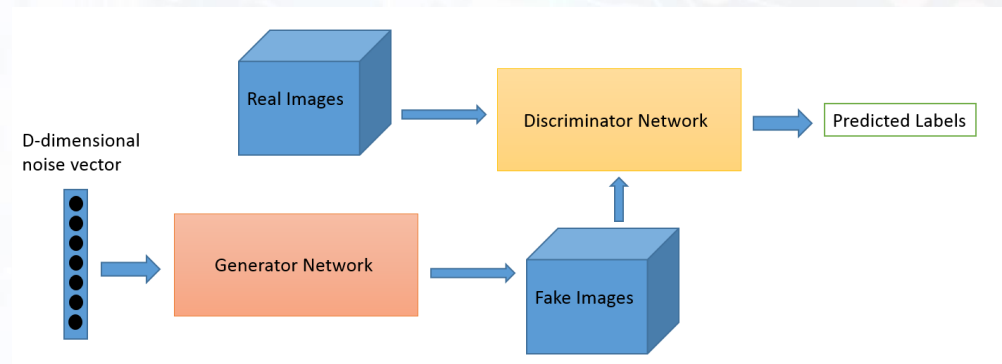 Real Images
Discriminator Network
Predicted Labels
D-dimensional
noise vector
Generator Network
Fake Images